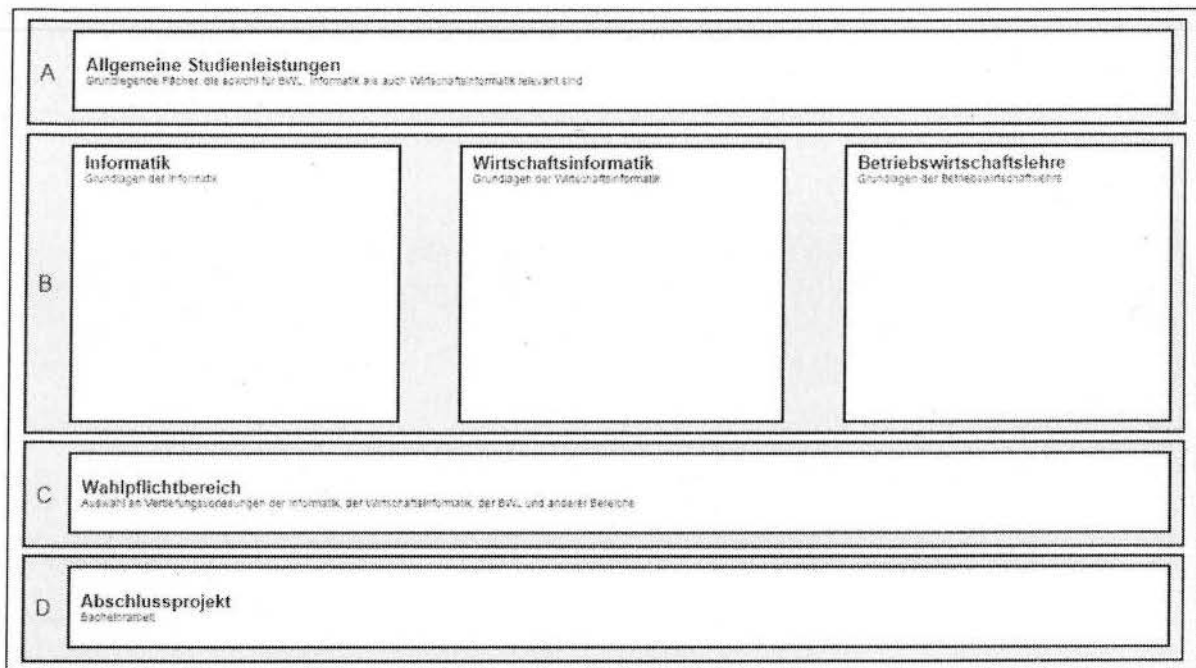 A
Allgemeine Studienleistungen
Grundlegende Fächer, die sowohl für BWL, Informatik als auch Wirtschaftsinformatik relevant sind
B
Informatik
Grundlagen der Informatik
Wirtschaftsinformatik
Grundlagen der Wirtschaftsinformatik
Betriebswirtschaftslehre
Grundlagen der Betriebswirtschaftslehre
C
Wahlpflichtbereich
Auswahl an Vertiefungsvorlesungen der Informatik, der Wirtschaftsinformatik, der BWL und anderer Bereiche
D
Abschlussprojekt
Bachelorarbeit